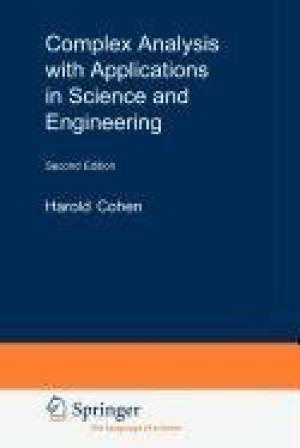 Complex Analysis
with Applications
in Science and
Engineering
Second Edition
Harold Cohen
Springer
the language of science